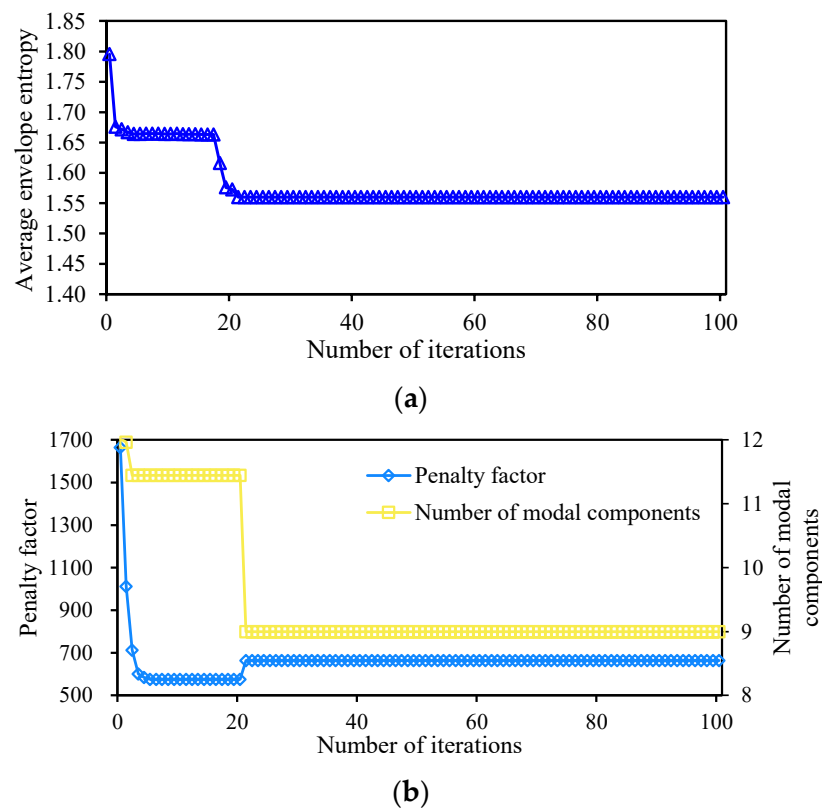 Average envelope entropy
1.85
1.80
1.75
1.70
1.65
1.60
1.55
1.50
1.45
1.40
0 20 40 60 80 100
Number of iterctions
(a)
Penalty factor
1700
1500
1300
1100
900
700
500
Penalty factor
Number of modal components
12
11
10
9
8
Number of modal
components
0 20 40 60 80 100
Number of iterations
(b)